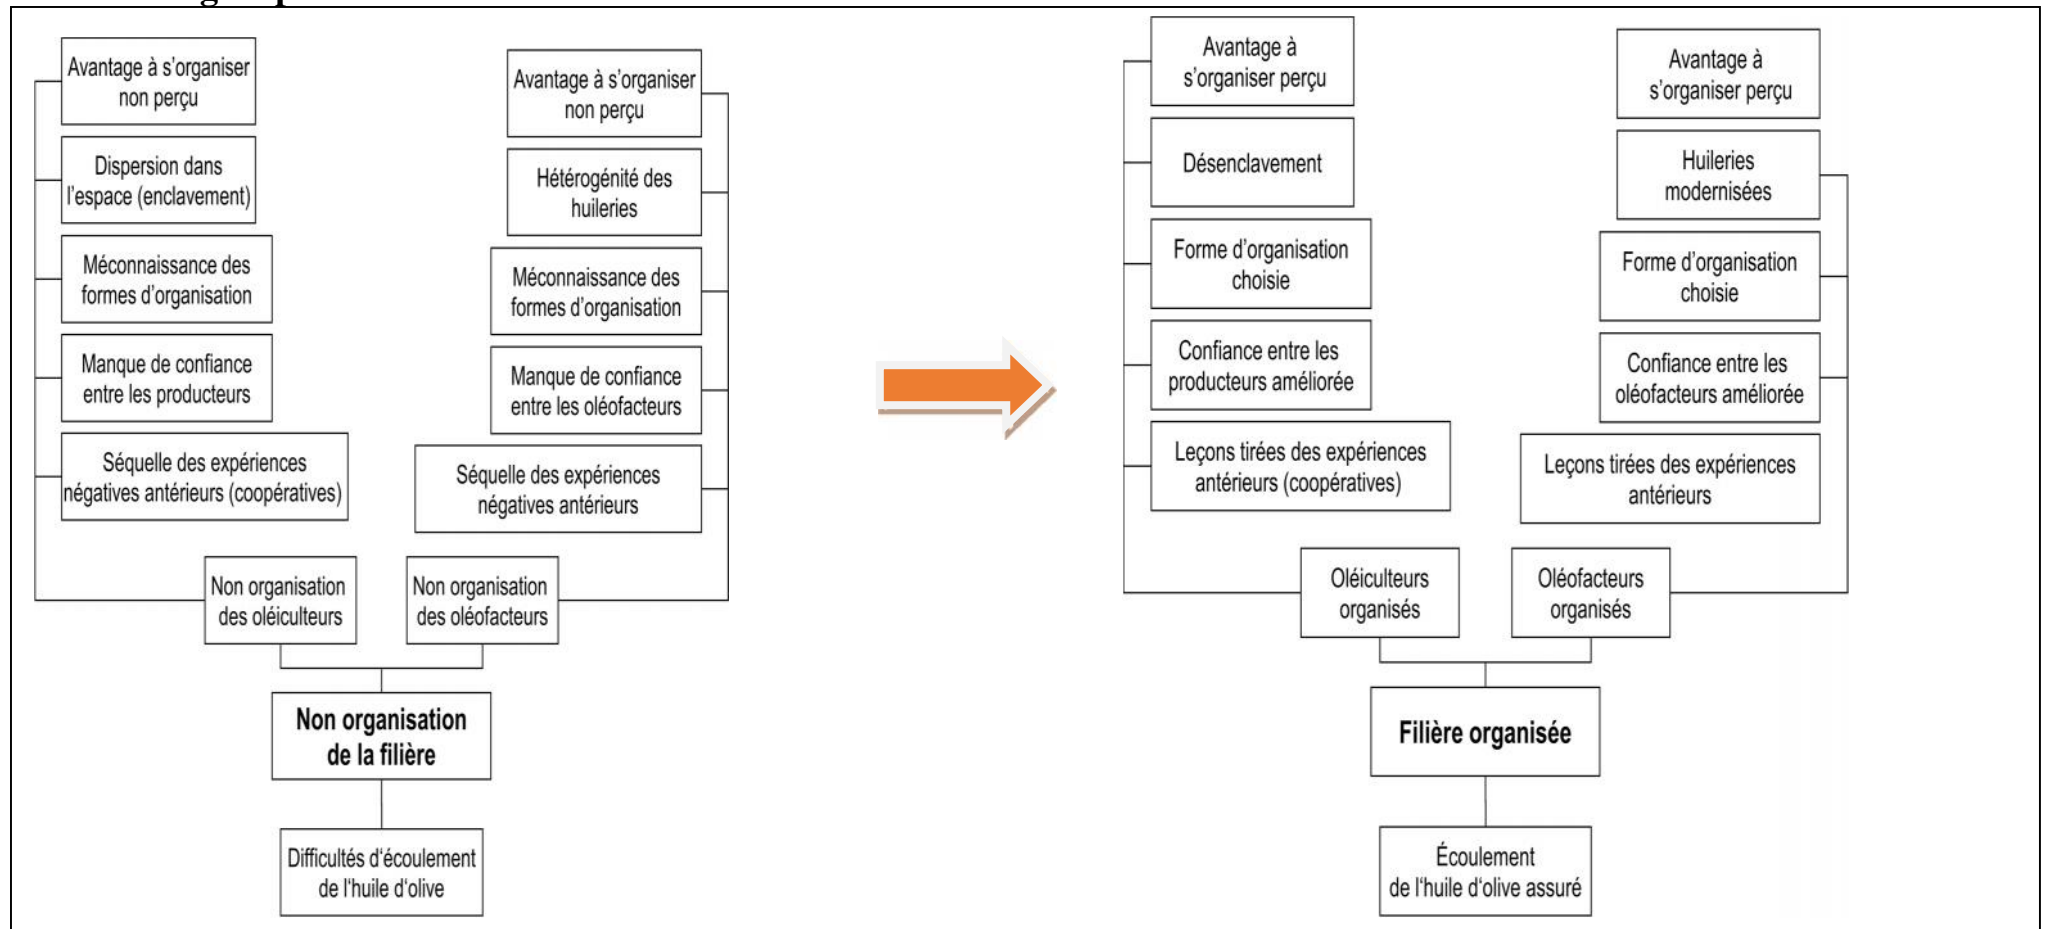 Avantage à s’organiser
non perçu
Dispersion dans
l’espace (enclavement)
Méconnaissance des
formes d’organisation
Manque de confiance
entre les producteurs
Séquelle des expériences
négatives antérieurs (coopératives)
Non organisation
des oléiculteurs
Avantage à s’organiser
non perçu
Hétérogénité des
huileries
Méconnaissance des
formes d’organisation
Manque de confiance
entre les oléofacteurs
Séquelle des expériences
négatives antérieurs
Non organisation
des oléofacteurs
Non organisation
de la filière
Difficultés d‘écoulement
de l‘huile d‘olive
Avantage à
s’organiser perçu
Désenclavement
Forme d’organisation
choisie
Confiance entre les
producteurs améliorée
Leçons tirées des expériences
antérieurs (coopératives)
Oléiculteurs
organisés
Avantage à
s’organiser perçu
Huileries
modernisées
Forme d’organisation
choisie
Confiance entre les
oléofacteurs améliorée
Leçons tirées des expériences
antérieurs
Oléofacteurs
organisés
Filière organisée
Écoulement
de l‘huile d‘olive assuré